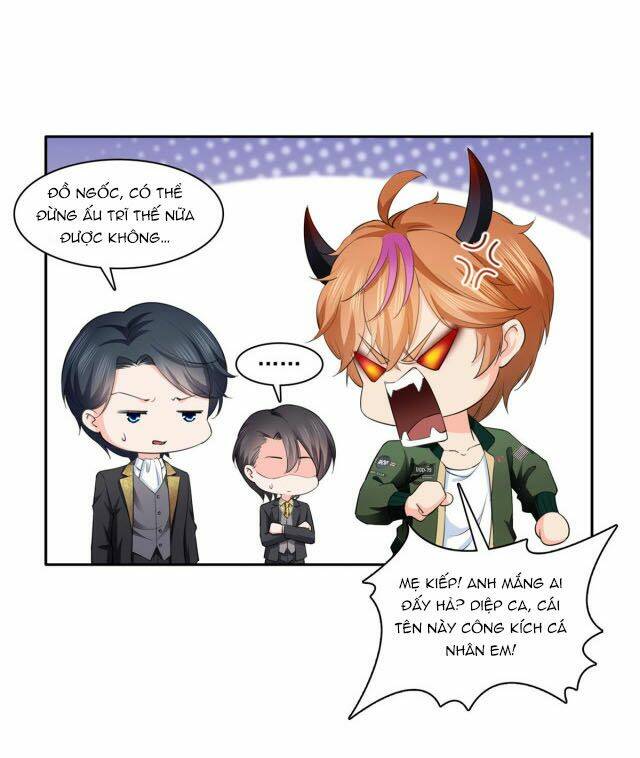 ĐỒ NGỐC, CÓ THỂ
ĐỪNG ẤU TRĨ THẾ NỮA
ĐƯỢC KHÔNG...
......
MẸ KIẾP! ANH MẮNG AI
ĐẤY HẢ? DIỆP CA, CÁI
TÊN NÀY CÔNG KÍCH CÁ
NHÂN EM!